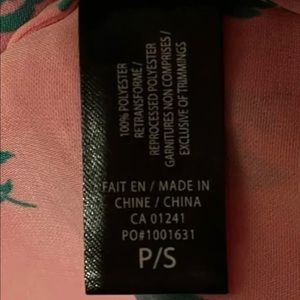 100% POLYESTER
RETRANSFORME /
REPROCESSED POLYESTER
GARNITURES NON COMPRISES /
EXCLUSIVE OF TRIMMINGS
FAIT EN / MADE IN
CHINE / CHINA
CA 01241
PO#1001631
P/S